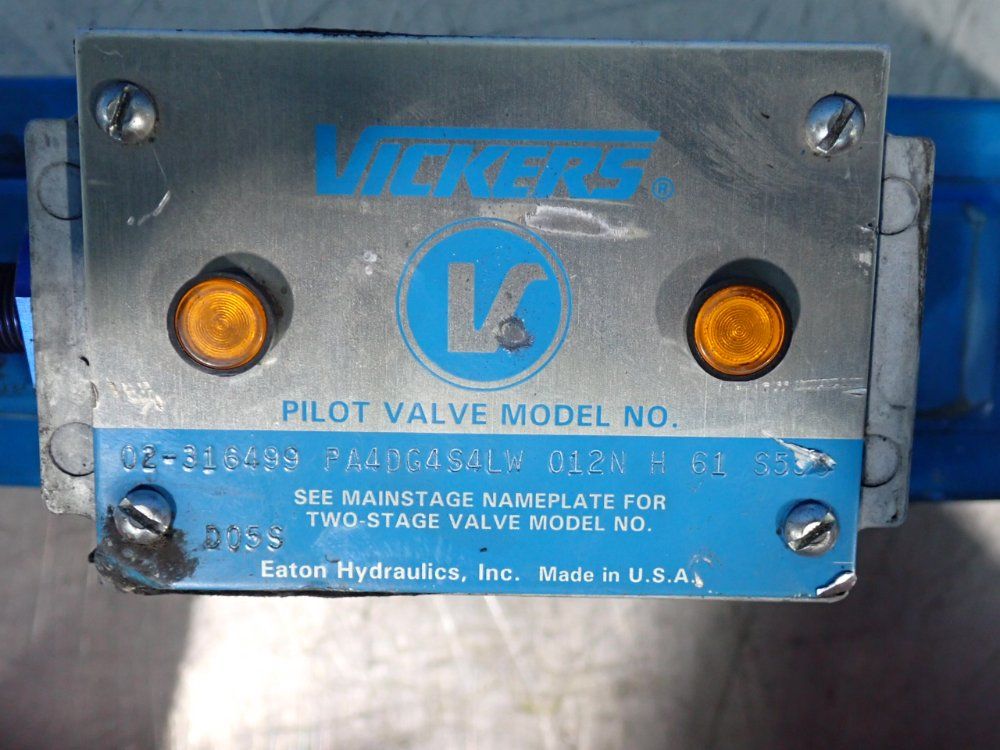 VICKERS®
V
PILOT VALVE MODEL NO.
02-316499 PA4DG4S4LW 012N H 61
SEE MAINSTAGE NAMEPLATE FOR
TWO-STAGE VALVE MODEL NO.
D05S
Eaton Hydraulics, Inc. Made in U.S.A.